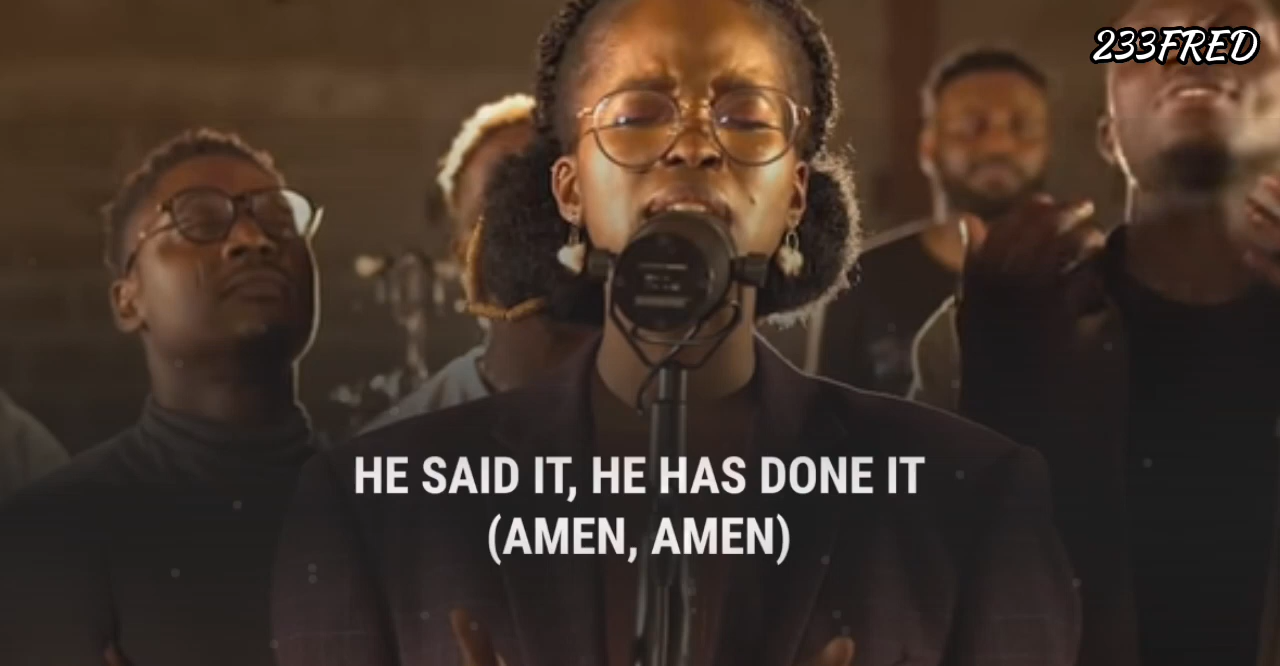 233FRED
HE SAID IT, HE HAS DONE IT
(AMEN, AMEN)